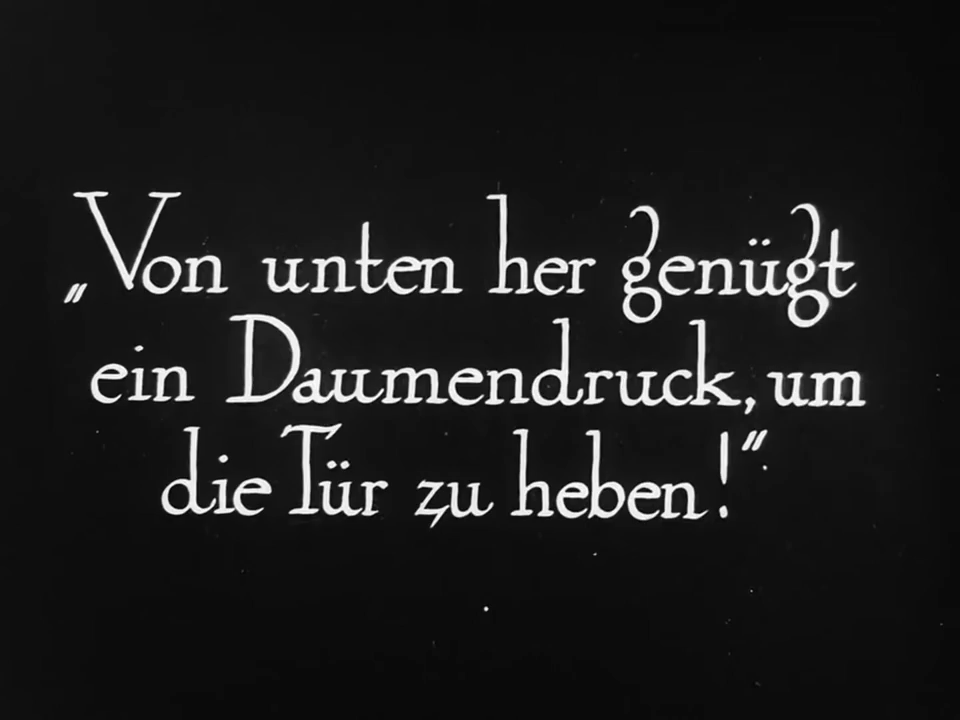 „Von unten her genügt
ein Daumendruck, um
die Tür zu heben!“